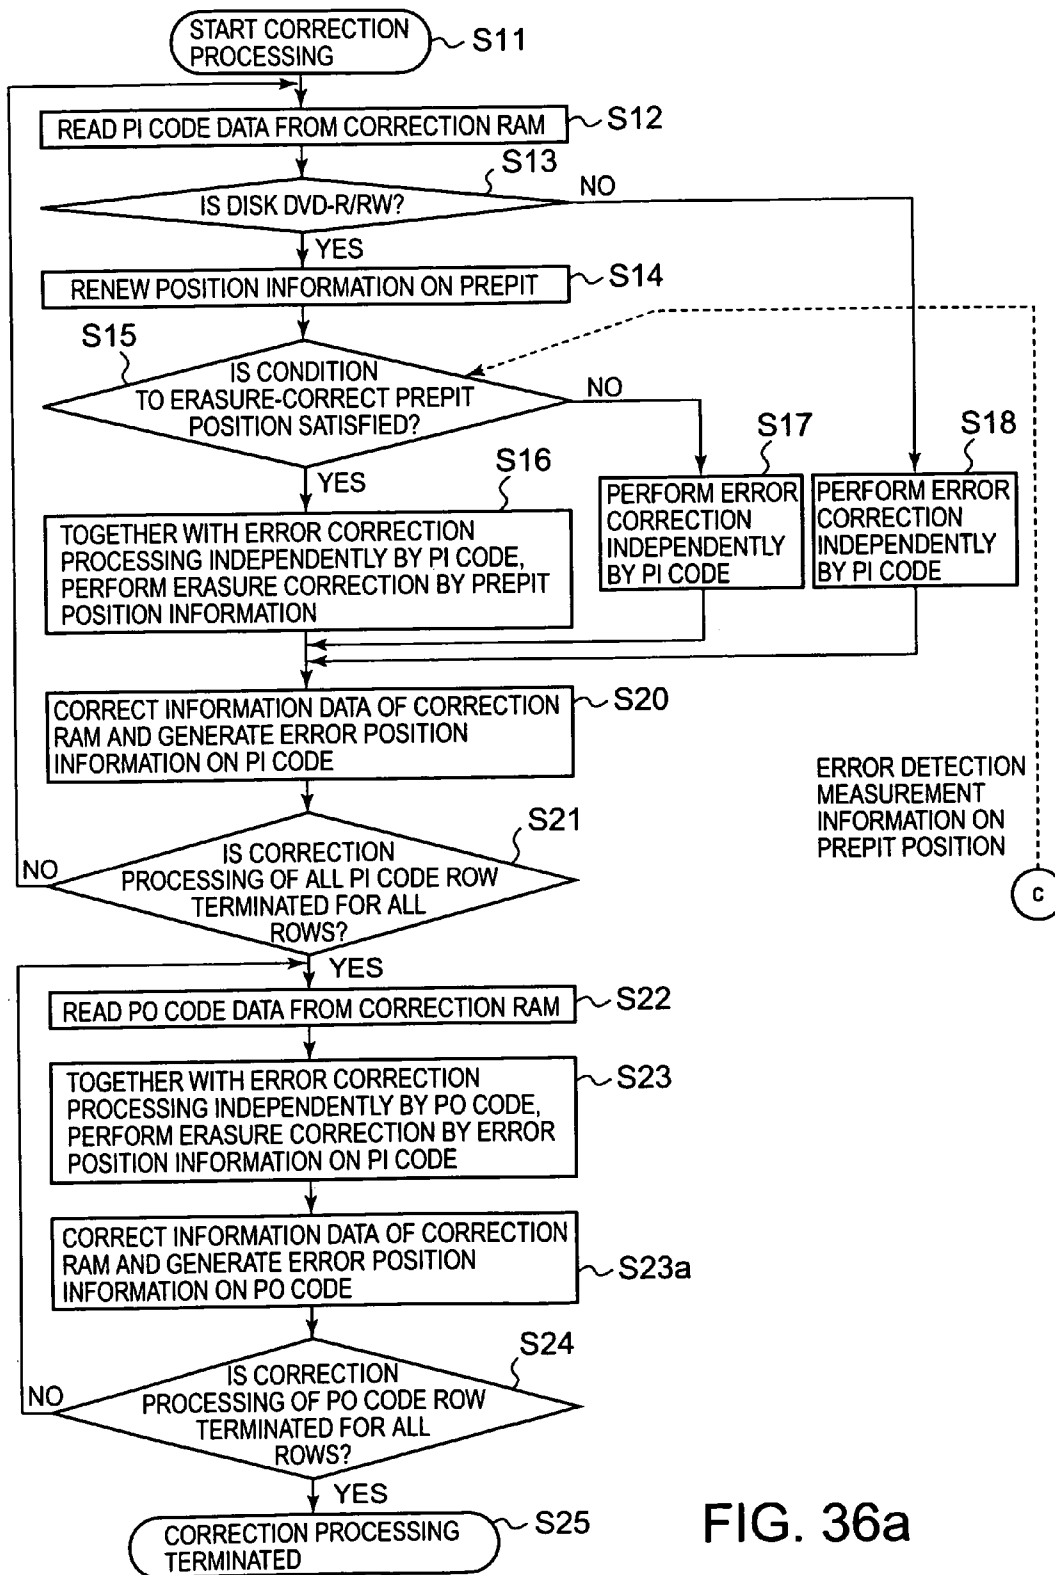 START CORRECTION
PROCESSING
S11
READ PI CODE DATA FROM CORRECTION RAM
S12
S13
IS DISK DVD-R/RW?
NO
YES
RENEW POSITION INFORMATION ON PREPIT
S14
S15
IS CONDITION
TO ERASURE-CORRECT PREPIT
POSITION SATISFIED?
NO
YES
S16
TOGETHER WITH ERROR CORRECTION
PROCESSING INDEPENDENTLY BY PI CODE,
PERFORM ERASURE CORRECTION BY PREPIT
POSITION INFORMATION
S17
PERFORM ERROR
CORRECTION
INDEPENDENTLY
BY PI CODE
S18
PERFORM ERROR
CORRECTION
INDEPENDENTLY
BY PI CODE
CORRECT INFORMATION DATA OF CORRECTION
RAM AND GENERATE ERROR POSITION
INFORMATION ON PI CODE
S20
ERROR DETECTION
MEASUREMENT
INFORMATION ON
PREPIT POSITION
C
S21
IS CORRECTION
PROCESSING OF ALL PI CODE ROW
TERMINATED FOR ALL
ROWS?
NO
YES
READ PO CODE DATA FROM CORRECTION RAM
S22
TOGETHER WITH ERROR CORRECTION
PROCESSING INDEPENDENTLY BY PO CODE,
PERFORM ERASURE CORRECTION BY ERROR
POSITION INFORMATION ON PI CODE
S23
CORRECT INFORMATION DATA OF CORRECTION
RAM AND GENERATE ERROR POSITION
INFORMATION ON PO CODE
S23a
S24
IS CORRECTION
PROCESSING OF PO CODE ROW
TERMINATED FOR ALL
ROWS?
NO
YES
CORRECTION PROCESSING
TERMINATED
S25
FIG. 36a